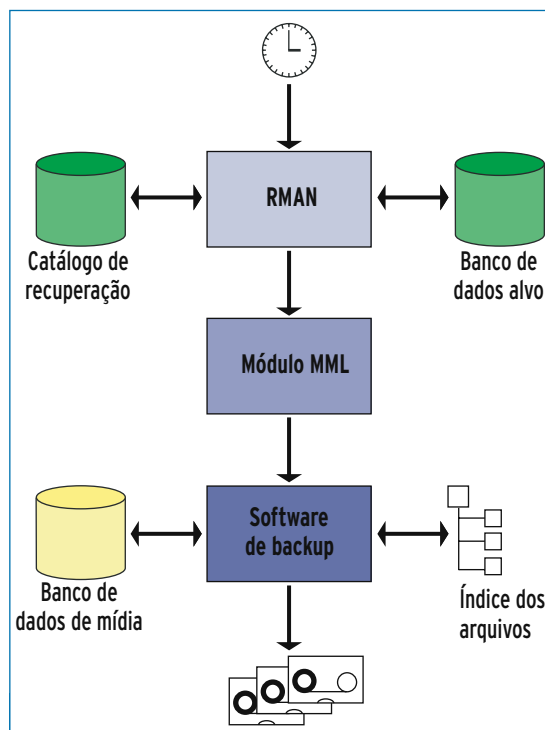 RMAN
Catálogo de
recuperação
Banco de
dados alvo
Módulo MML
Software
de backup
Banco de
dados de mídia
Índice dos
arquivos